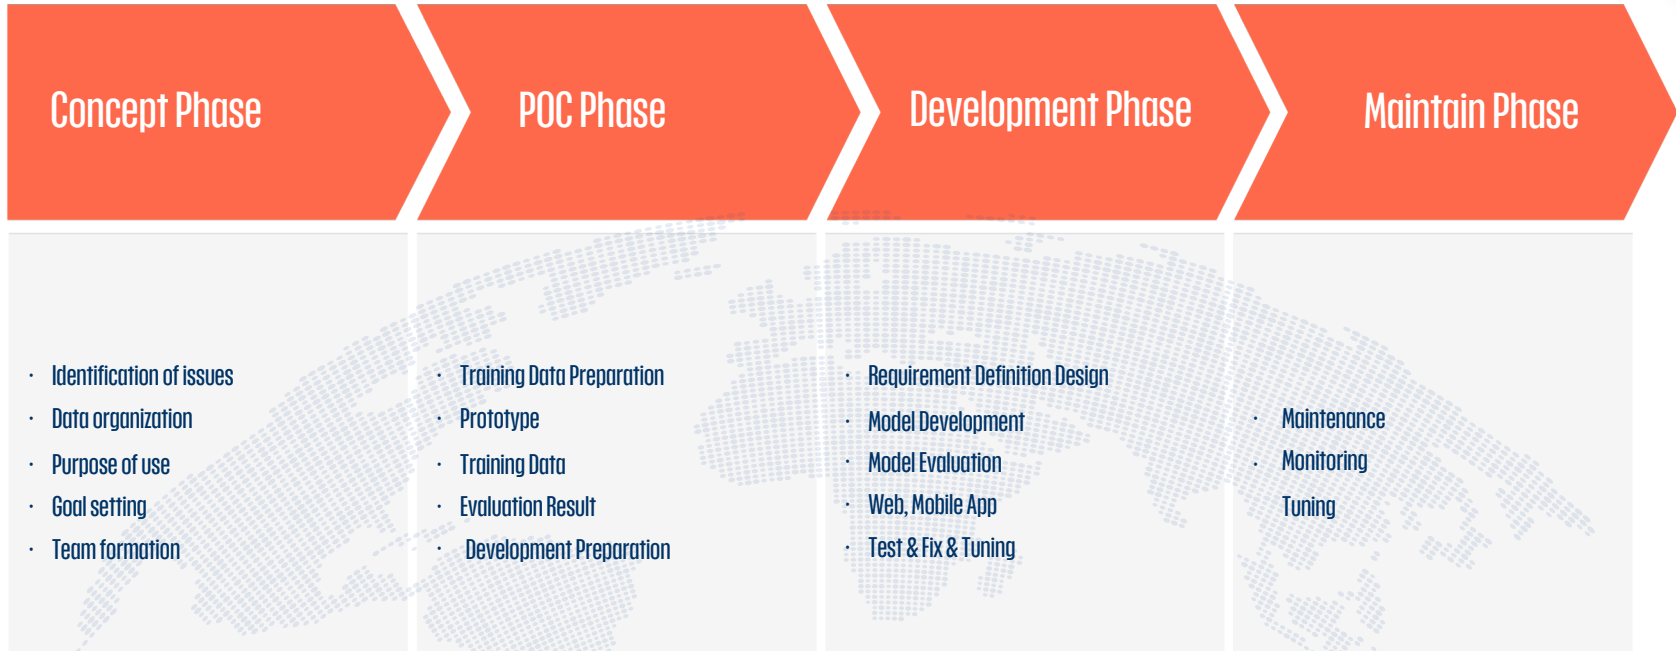 Concept Phase
POC Phase
Development Phase
Maintain Phase
· Identification of issues
· Data organization
· Purpose of use
· Goal setting
· Team formation
· Training Data Preparation
· Prototype
· Training Data
· Evaluation Result
· Development Preparation
· Requirement Definition Design
· Model Development
· Model Evaluation
· Web, Mobile App
· Test & Fix & Tuning
· Maintenance
· Monitoring
Tuning